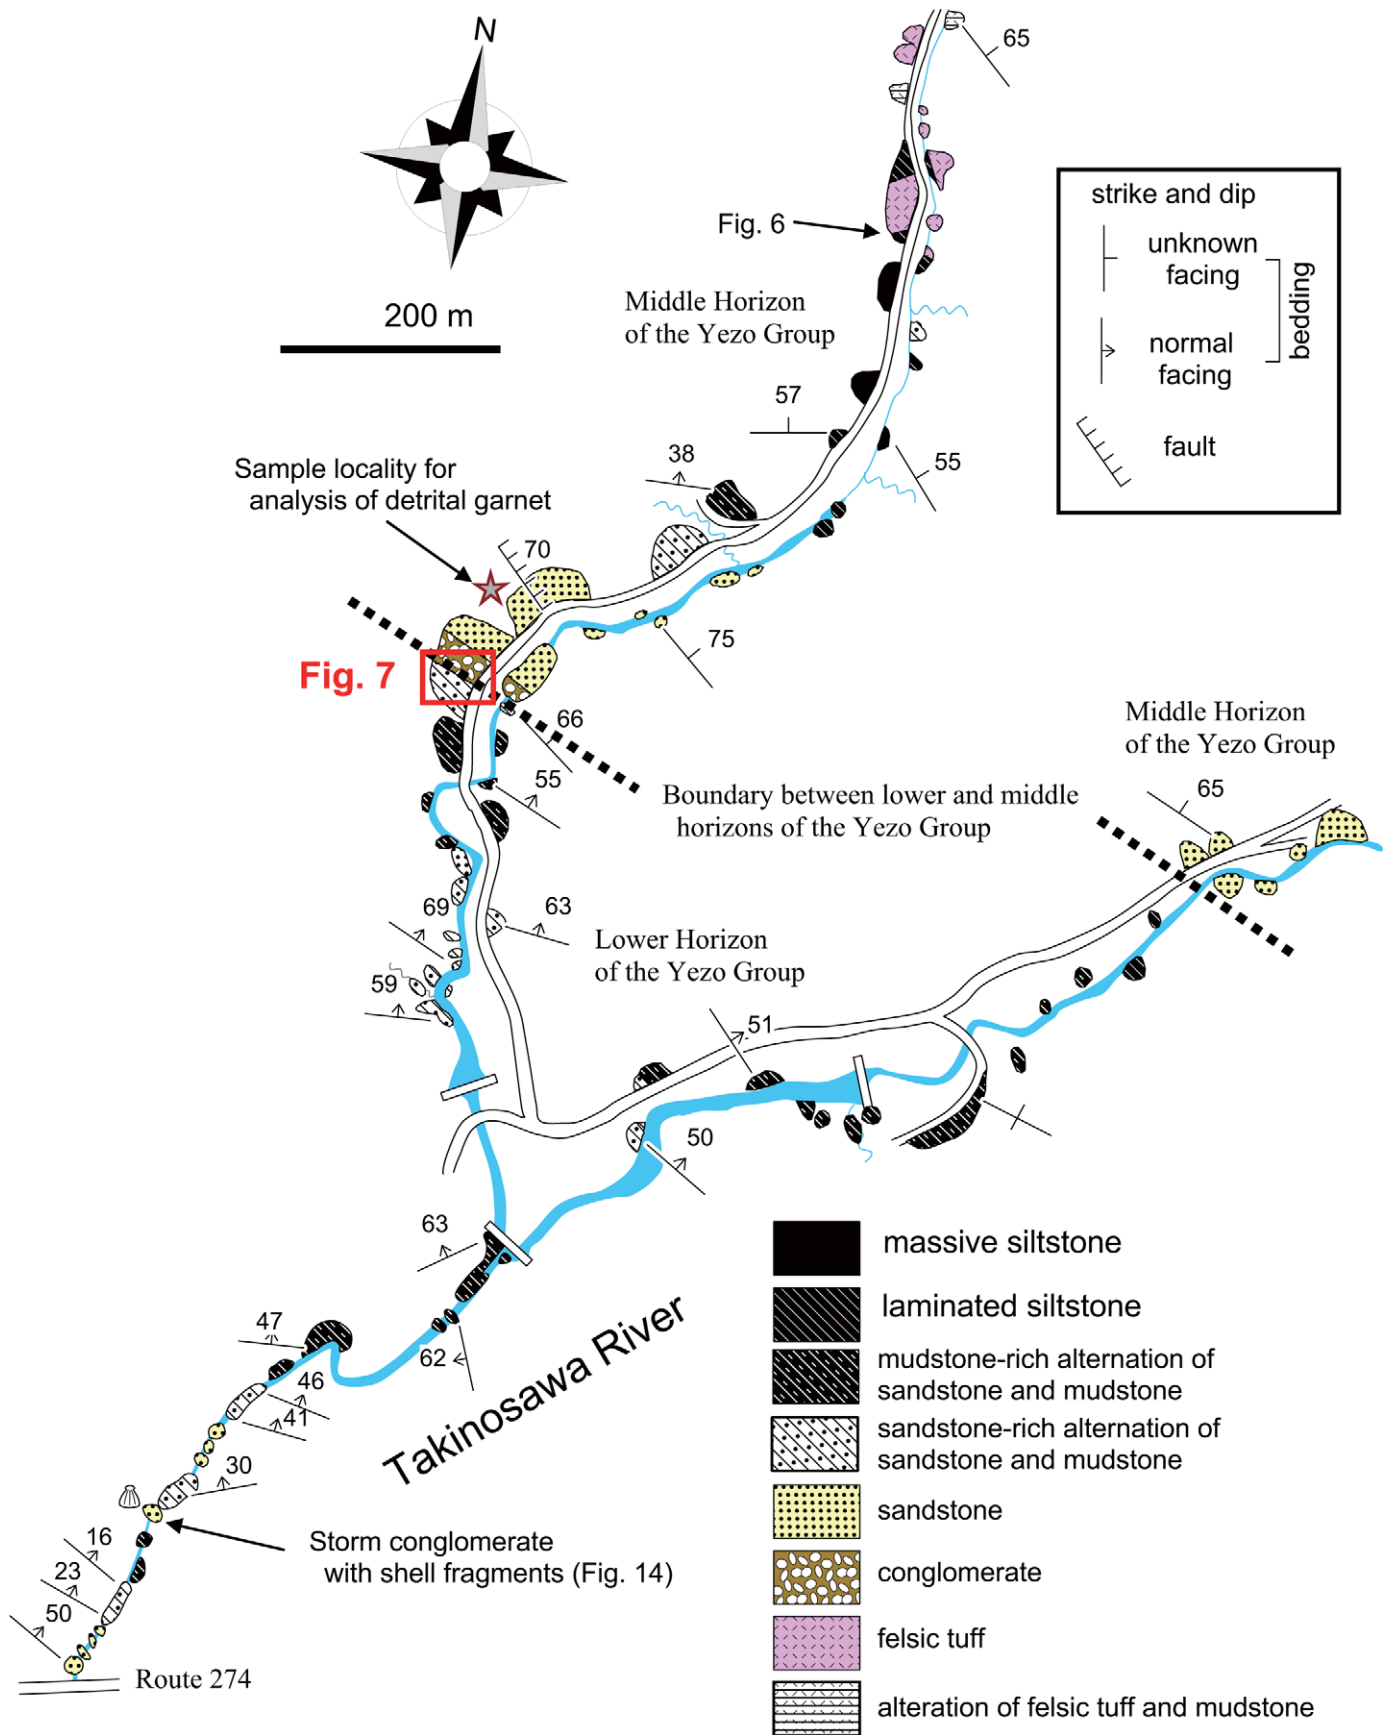 N
65
strike and dip
unknown
facing
normal
facing
bedding
fault
Fig. 6
200 m
Middle Horizon
of the Yezo Group
57
38
55
Sample locality for
analysis of detrital garnet
70
75
Fig. 7
66
55
Boundary between lower and middle
horizons of the Yezo Group
Middle Horizon
of the Yezo Group
65
69
63
59
Lower Horizon
of the Yezo Group
51
50
63
47
62
46
41
30
Takinosawa River
Storm conglomerate
with shell fragments (Fig. 14)
16
23
50
Route 274
massive siltstone
laminated siltstone
mudstone-rich alternation of
sandstone and mudstone
sandstone-rich alternation of
sandstone and mudstone
sandstone
conglomerate
felsic tuff
alteration of felsic tuff and mudstone